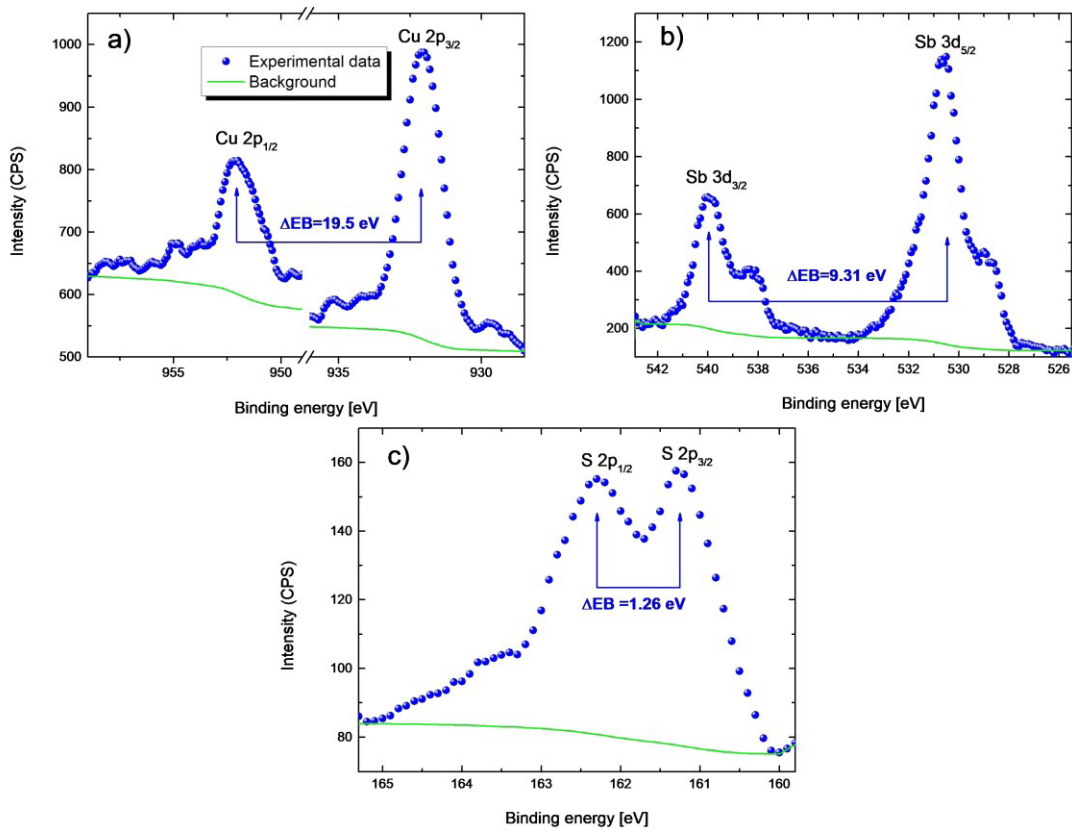 a)
Cu 2p3/2
Experimental data
Background
Cu 2p1/2
ΔEB=19.5 eV
Intensity (CPS)
1000
900
800
700
600
500
955
950
935
930
Binding energy [eV]
b)
Sb 3d5/2
Sb 3d3/2
ΔEB=9.31 eV
Intensity (CPS)
1200
1000
800
600
400
200
542
540
538
536
534
532
530
528
526
Binding energy [eV]
c)
S 2p1/2
S 2p3/2
ΔEB =1.26 eV
Intensity (CPS)
160
140
120
100
80
165
164
163
162
161
160
Binding energy [eV]